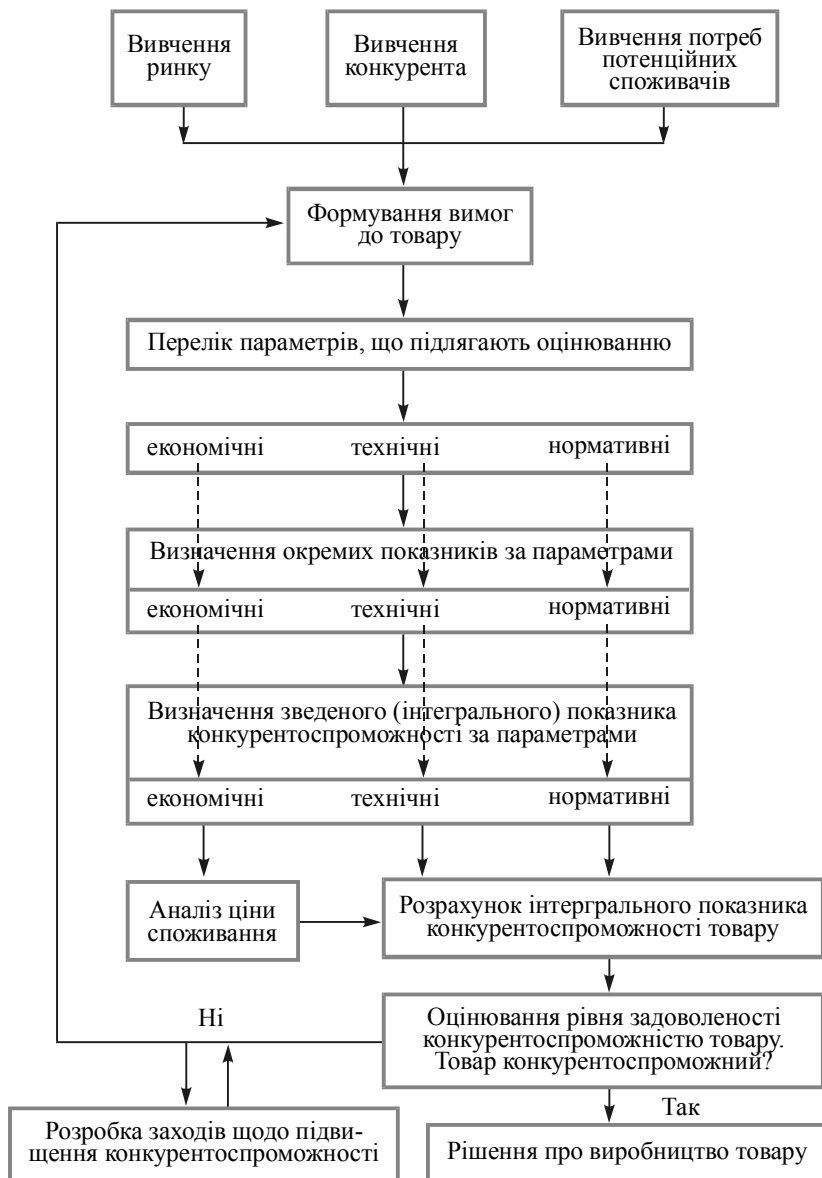 Вивчення
ринку
Вивчення
конкурента
Вивчення потреб
потенційних
споживачів
Формування вимог
до товару
Перелік параметрів, що підлягають оцінюванню
економічні технічні нормативні
Визначення окремих показників за параметрами
економічні технічні нормативні
Визначення зведеного (інтегрального) показника
конкурентоспроможності за параметрами
економічні технічні нормативні
Аналіз ціни
споживання
Розрахунок інтергрального показника
конкурентоспроможності товару
Оцінювання рівня задоволеності
конкурентоспроможністю товару.
Товар конкурентоспроможний?
Ні
Так
Розробка заходів щодо підви-
щення конкурентоспроможності
Рішення про виробництво товару